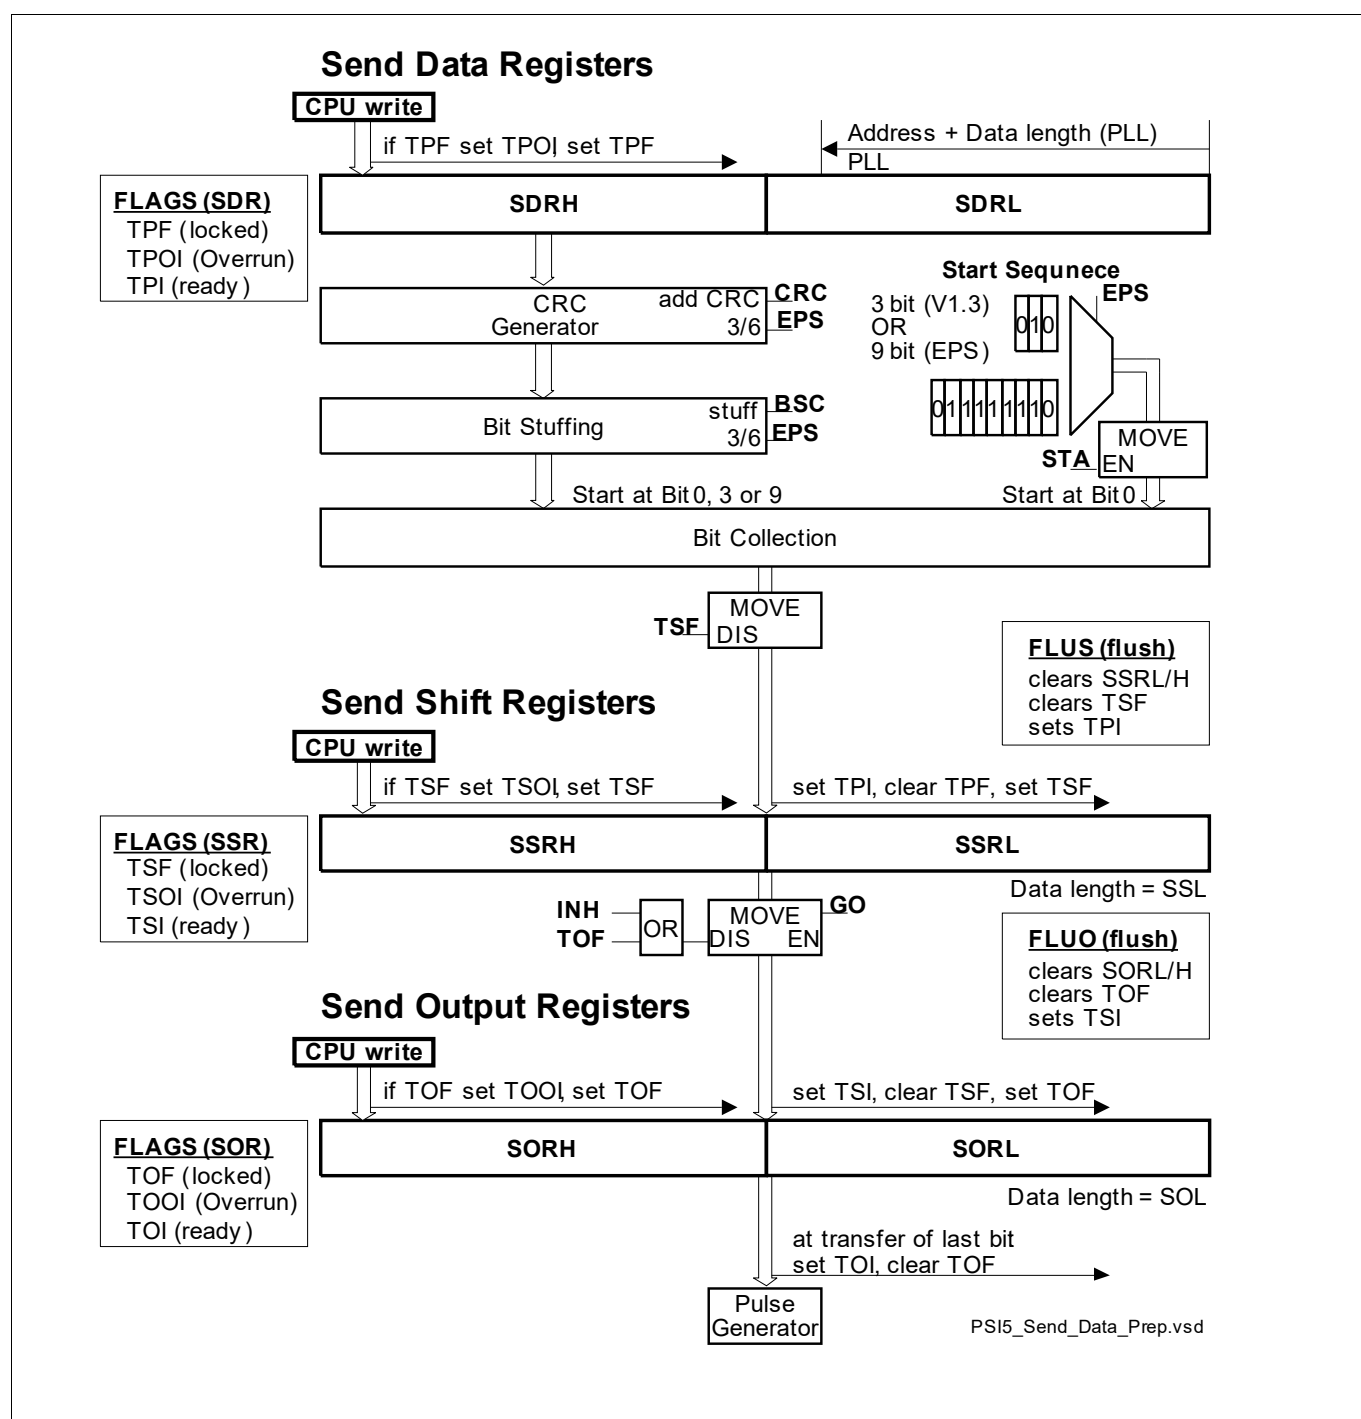 Send Data Registers
CPU write
if TPF set TPOI, set TPF
Address + Data length (PLL)
PLL
FLAGS (SDR)
TPF (locked)
TPOI (Overrun)
TPI (ready)
SDRH
SDRL
Start Sequnece
3 bit (V1.3)
OR
9 bit (EPS)
010
0111111110
EPS
CRC
Generator
add CRC
3/6
CRC
EPS
Bit Stuffing
stuff
3/6
BSC
EPS
MOVE
EN
STA
Start at Bit0, 3 or 9
Start at Bit0
Bit Collection
MOVE
DIS
TSF
FLUS (flush)
clears SSRL/H
clears TSF
sets TPI
Send Shift Registers
CPU write
if TSF set TSOI, set TSF
set TPI, clear TPF, set TSF
FLAGS (SSR)
TSF (locked)
TSOI (Overrun)
TSI (ready)
SSRH
SSRL
Data length = SSL
INH
TOF
OR
MOVE
DIS EN
GO
FLUO (flush)
clears SORL/H
clears TOF
sets TSI
Send Output Registers
CPU write
if TOF set TOOI, set TOF
set TSI, clear TSF, set TOF
FLAGS (SOR)
TOF (locked)
TOOI (Overrun)
TOI (ready)
SORH
SORL
Data length = SOL
at transfer of last bit
set TOI, clear TOF
Pulse
Generator
PSI5_Send_Data_Prep.vsd